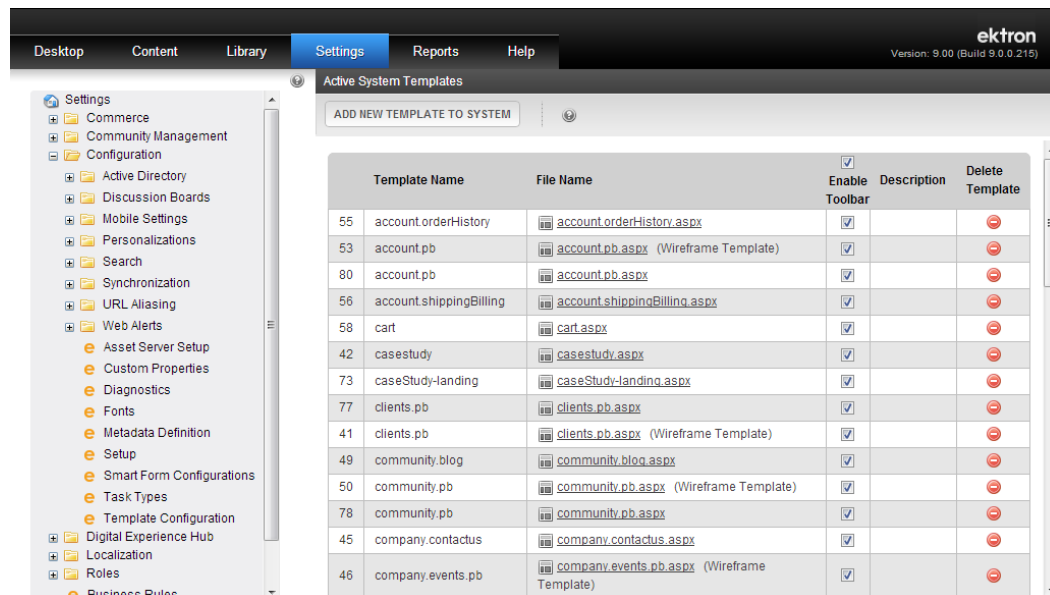 ektron
Desktop Content Library Settings Reports Help
Version: 9.00 (Build 9.0.0.215)
Settings
Commerce
Community Management
Configuration
Active Directory
Discussion Boards
Mobile Settings
Personalizations
Search
Synchronization
URL Aliasing
Web Alerts
Asset Server Setup
Custom Properties
Diagnostics
Fonts
Metadata Definition
Setup
Smart Form Configurations
Task Types
Template Configuration
Digital Experience Hub
Localization
Roles
Business Rules
Active System Templates
ADD NEW TEMPLATE TO SYSTEM
Template Name File Name Enable Toolbar Description Delete Template
55 account.orderHistory account.orderHistory.aspx
53 account.pb account.pb.aspx (Wireframe Template)
80 account.pb account.pb.aspx
56 account.shippingBilling account.shippingBilling.aspx
58 cart cart.aspx
42 casestudy casestudy.aspx
73 caseStudy-landing caseStudy-landing.aspx
77 clients.pb clients.pb.aspx
41 clients.pb clients.pb.aspx (Wireframe Template)
49 community.blog community.blog.aspx
50 community.pb community.pb.aspx (Wireframe Template)
78 community.pb community.pb.aspx
45 company.contactus company.contactus.aspx
46 company.events.pb company.events.pb.aspx (Wireframe
Template)